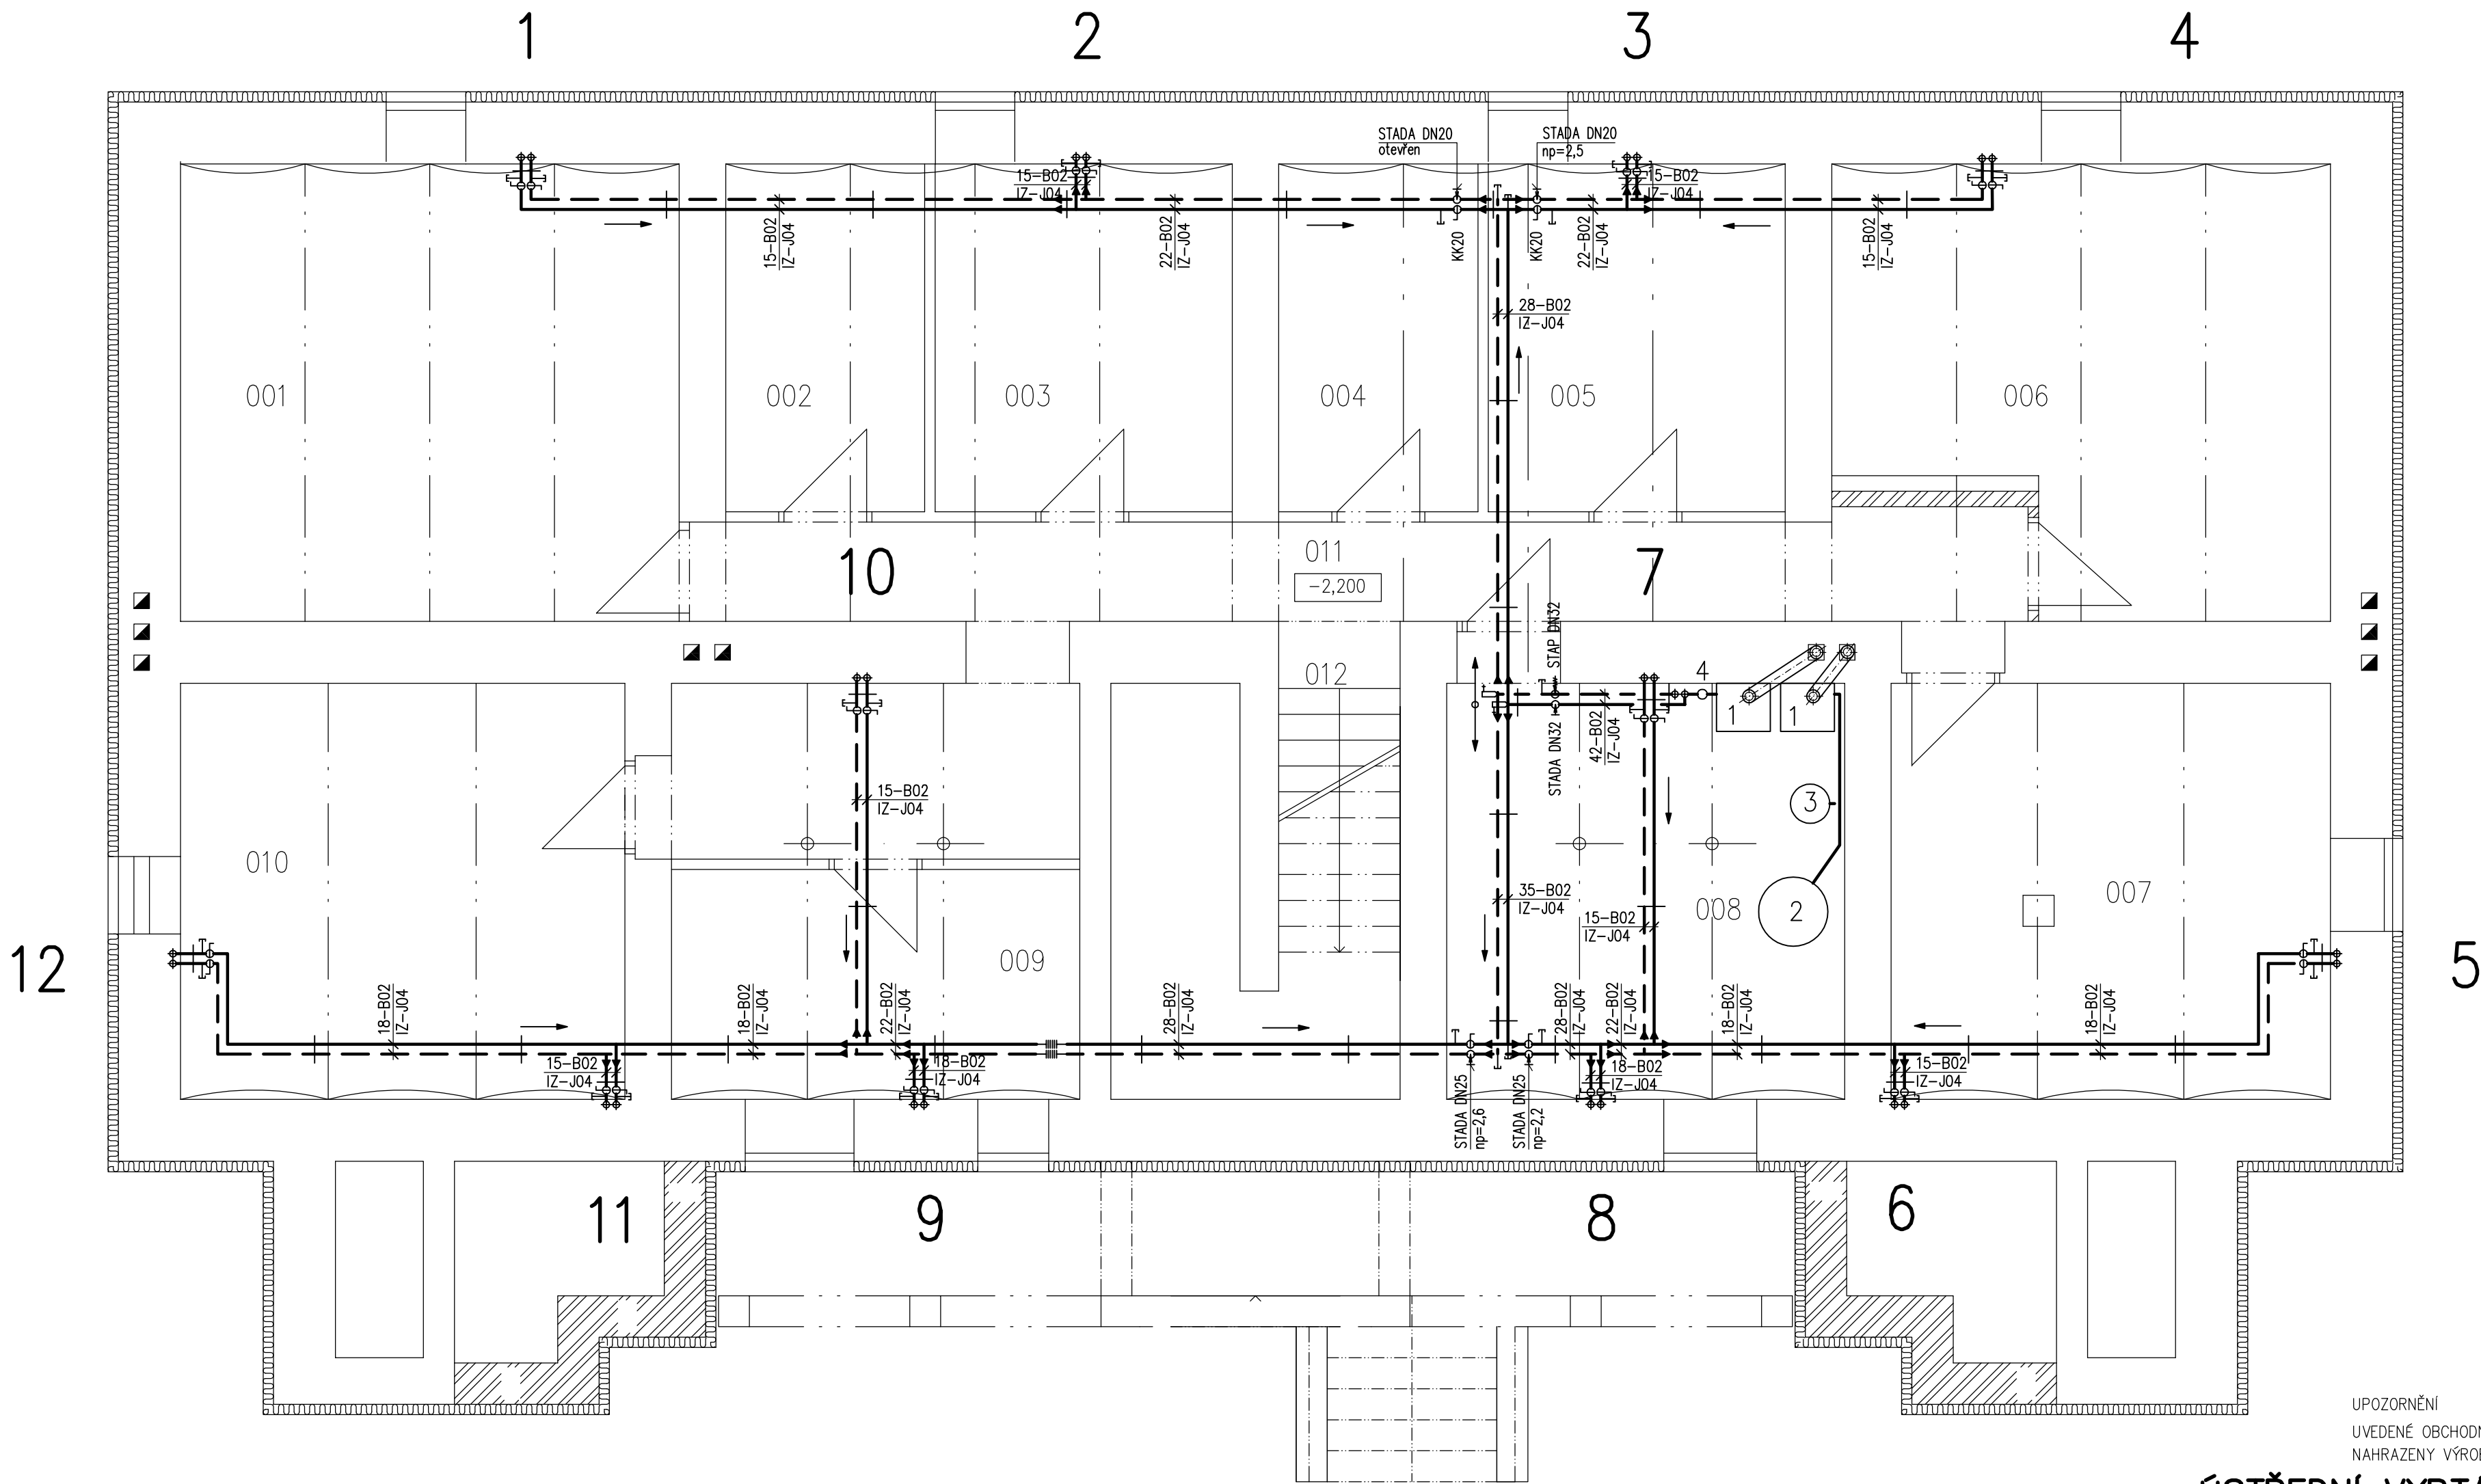 1
2
3
4
STADA DN20
otevřen
STADA DN20
np=2,5
15-B02
IZ-J04
15-B02
IZ-J04
15-B02
IZ-J04
22-B02
IZ-J04
KK20
KK20
22-B02
IZ-J04
15-B02
IZ-J04
28-B02
IZ-J04
001
002
003
004
005
006
10
011
-2,200
7
012
STAP DN32
4
STADA DN32
42-B02
IZ-J04
1
1
15-B02
IZ-J04
3
010
35-B02
IZ-J04
15-B02
IZ-J04
008
2
007
12
009
5
18-B02
IZ-J04
18-B02
IZ-J04
22-B02
IZ-J04
28-B02
IZ-J04
28-B02
IZ-J04
22-B02
IZ-J04
18-B02
IZ-J04
18-B02
IZ-J04
15-B02
IZ-J04
18-B02
IZ-J04
18-B02
IZ-J04
15-B02
IZ-J04
STADA DN25
np=2,6
STADA DN25
np=2,2
11
9
8
6
UPOZORNĚNÍ
UVEDENÉ
NAHRAZENY
ÚSTŘEDNÍ